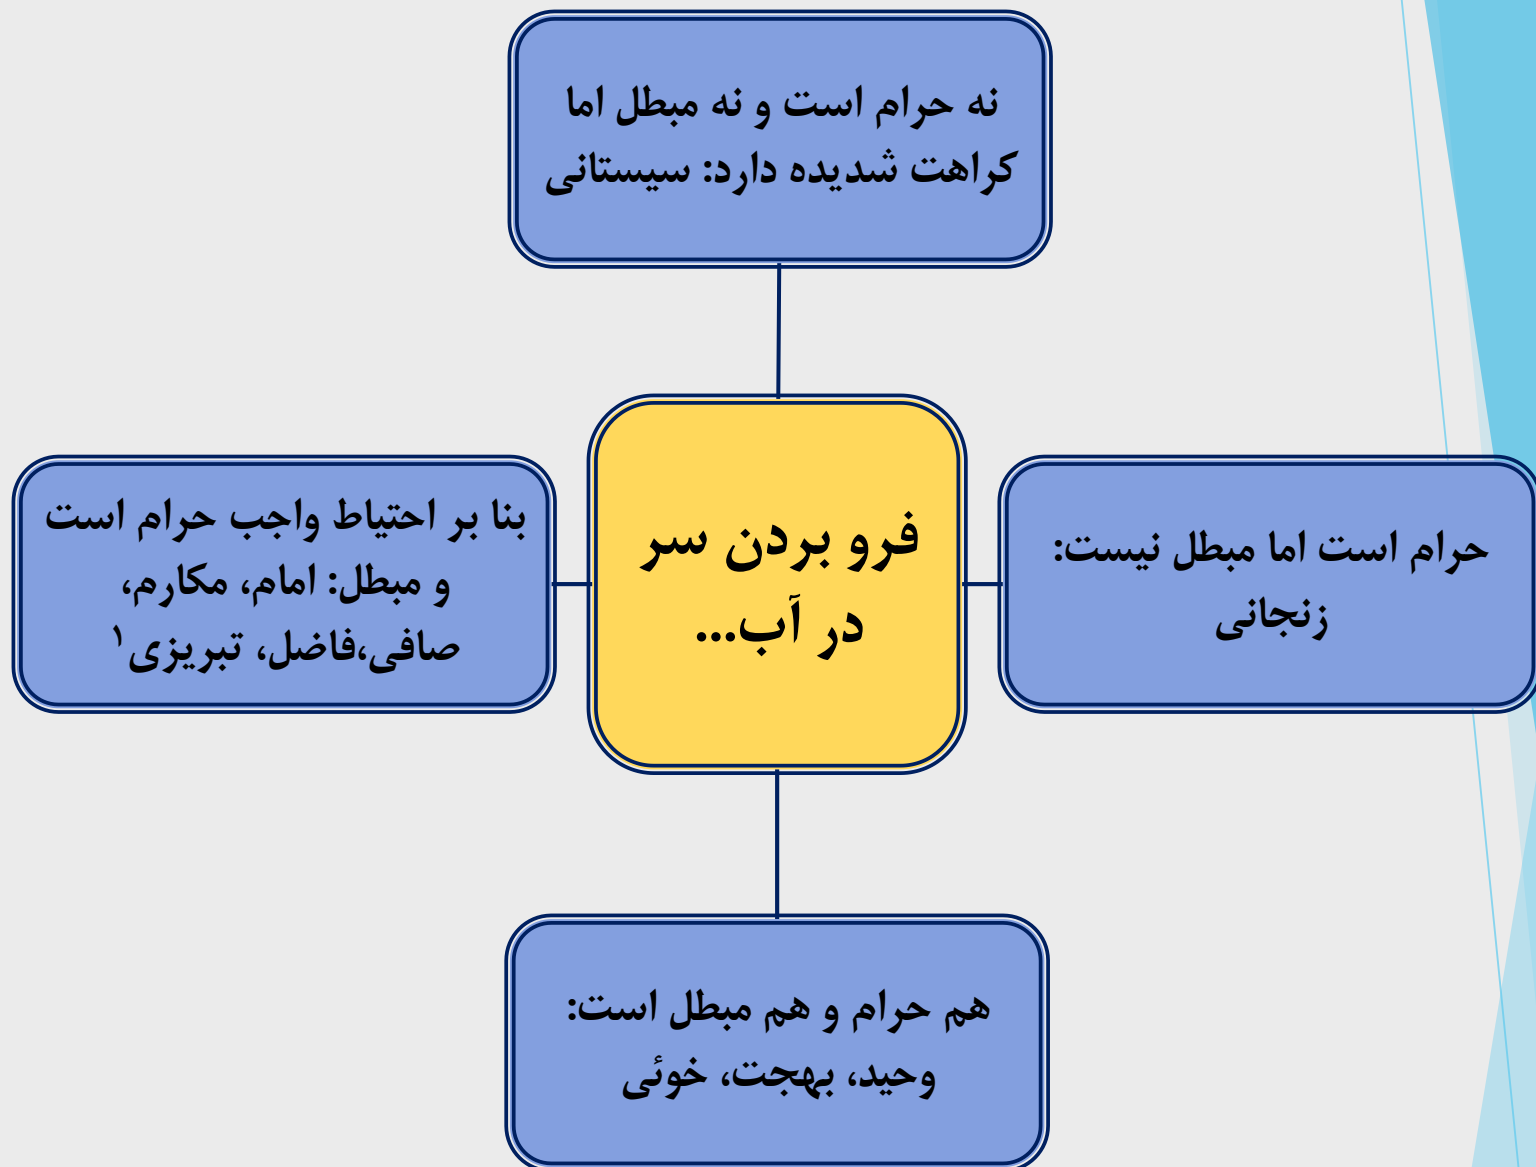 نه حرام است و نه مبطل اما
کراهت شدیده دارد: سیستانی
فرو بردن سر
در آب...
حرام است اما مبطل نیست:
زنجانی
هم حرام و هم مبطل است:
وحید، بهجت، خوئی
بنا بر احتیاط واجب حرام است
و مبطل: امام، مکارم،
صافی،فاضل، تبریزی۱